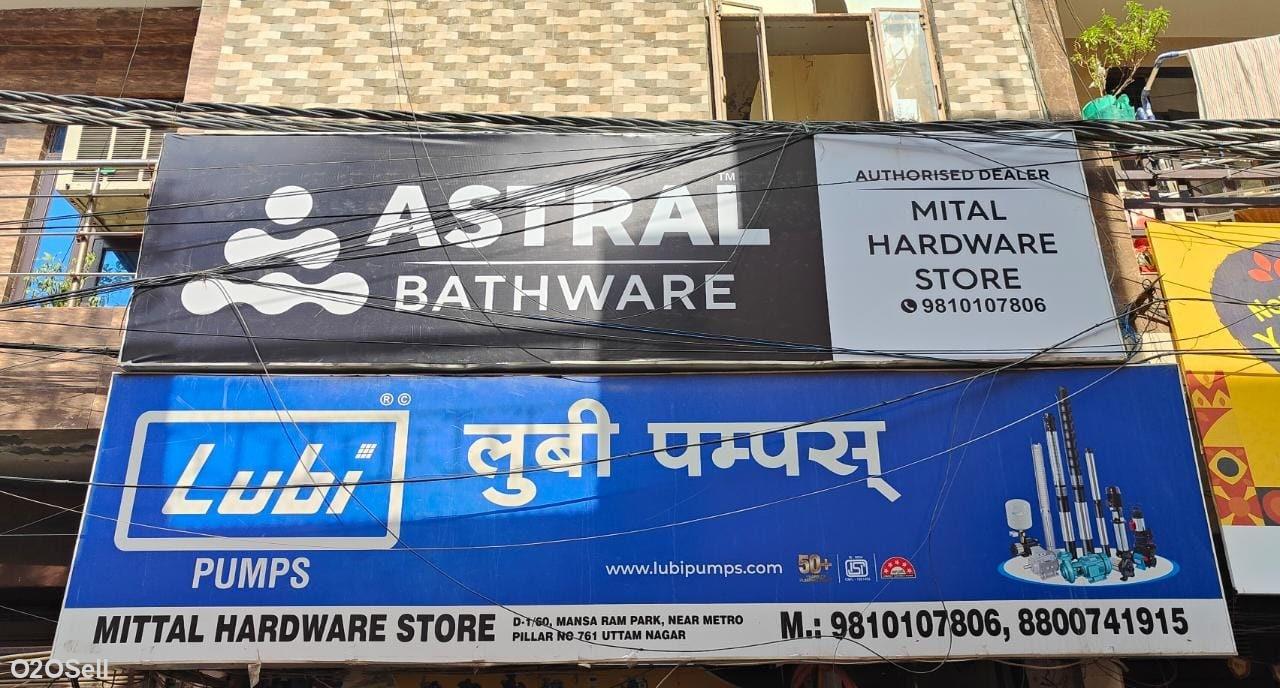 ASTRAL™
BATHWARE
AUTHORISED DEALER
MITAL
HARDWARE
STORE
9810107806
® ©
Lubi
PUMPS
लुबी पम्पस्
www.lubipumps.com
50+
MITTAL HARDWARE STORE
D-1/60, MANSA RAM PARK, NEAR METRO
PILLAR NO 761 UTTAM NAGAR
M.: 9810107806, 8800741915
O2OSell